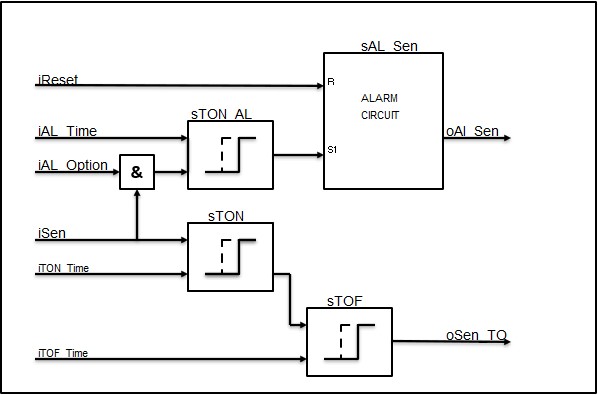 sAL_Sen
iReset
R
ALARM
CIRCUIT
sTON_AL
iAL_Time
oAl_Sen
S1
iAL_Option
&
sTON
iSen
iTON_Time
sTOF
oSen_TO
iTOF_Time